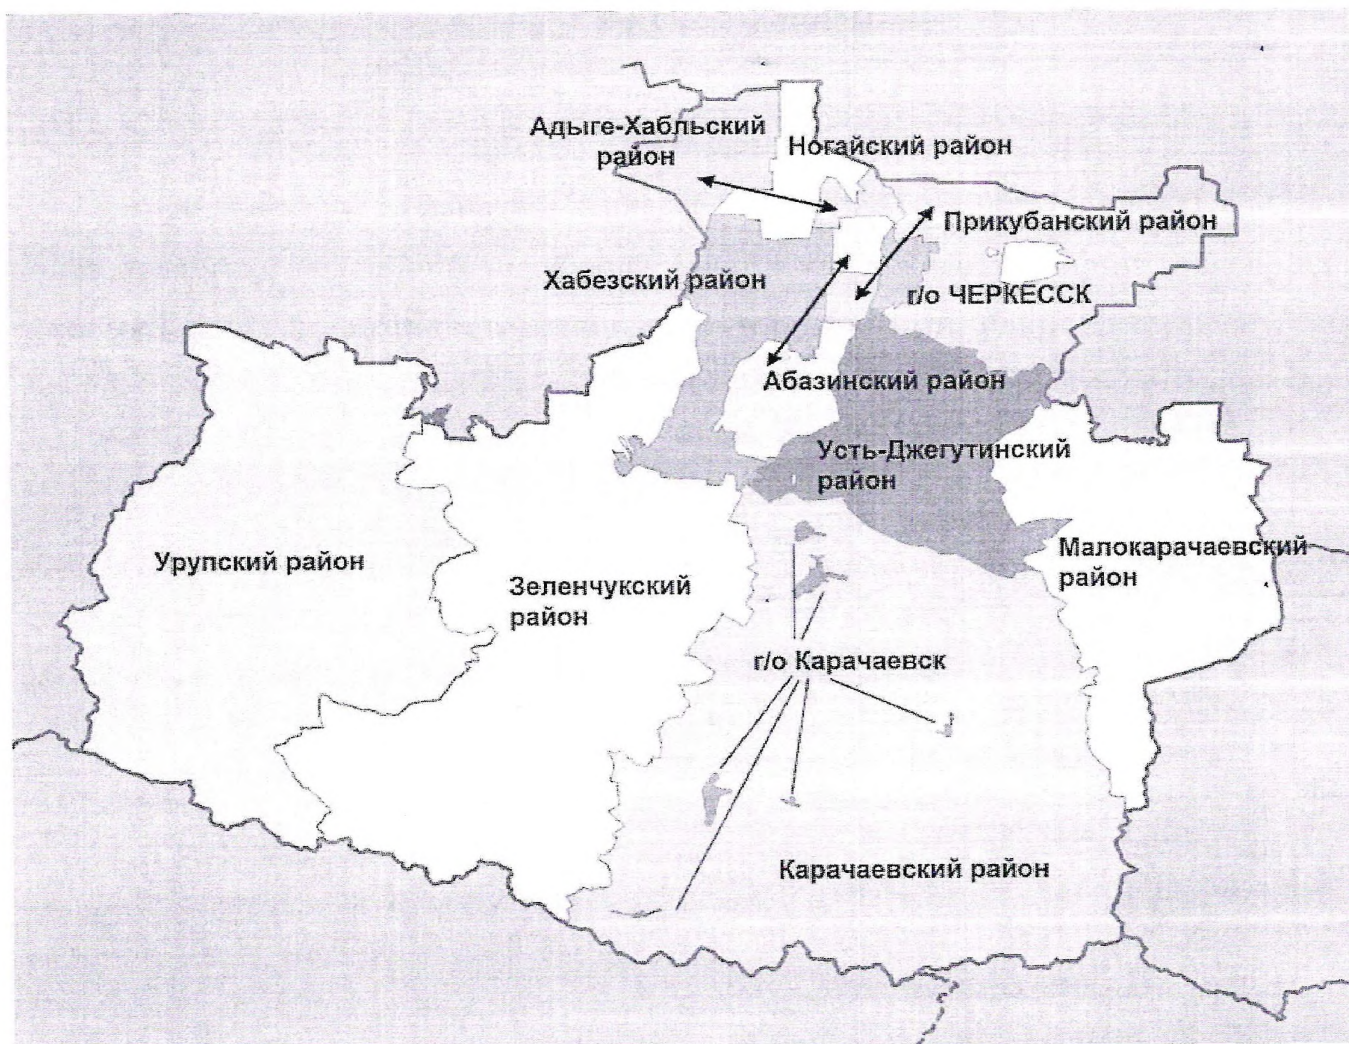 Адыге-Хабльский
район
Ногайский район
Прикубанский район
Хабезский район
г/о ЧЕРКЕССК
Абазинский район
Усть-Джегутинский
район
Урупский район
Зеленчукский
район
Малокарачаевский
район
г/о Карачаевск
Карачаевский район